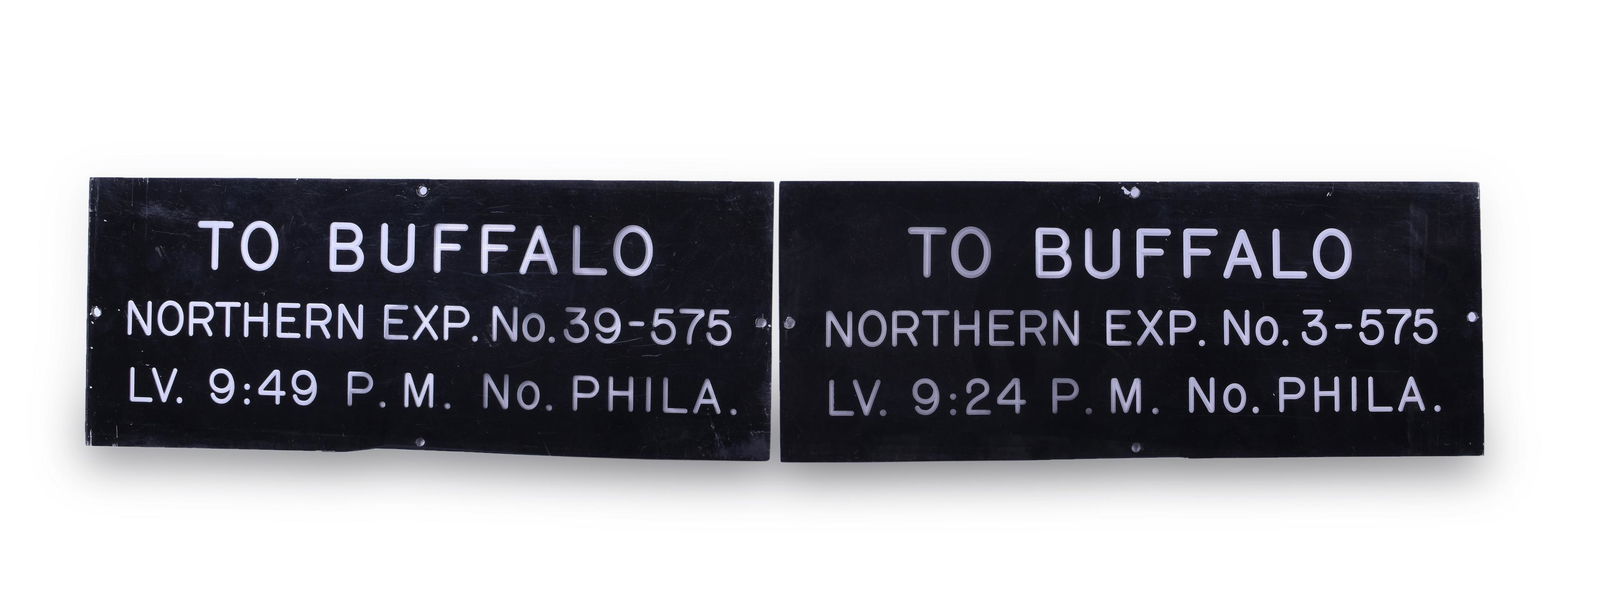 TO BUFFALO
NORTHERN EXP. No. 39-575
LV. 9:49 P.M. No. PHILA.
TO BUFFALO
NORTHERN EXP. No. 3-575
LV. 9:24 P.M. No. PHILA.